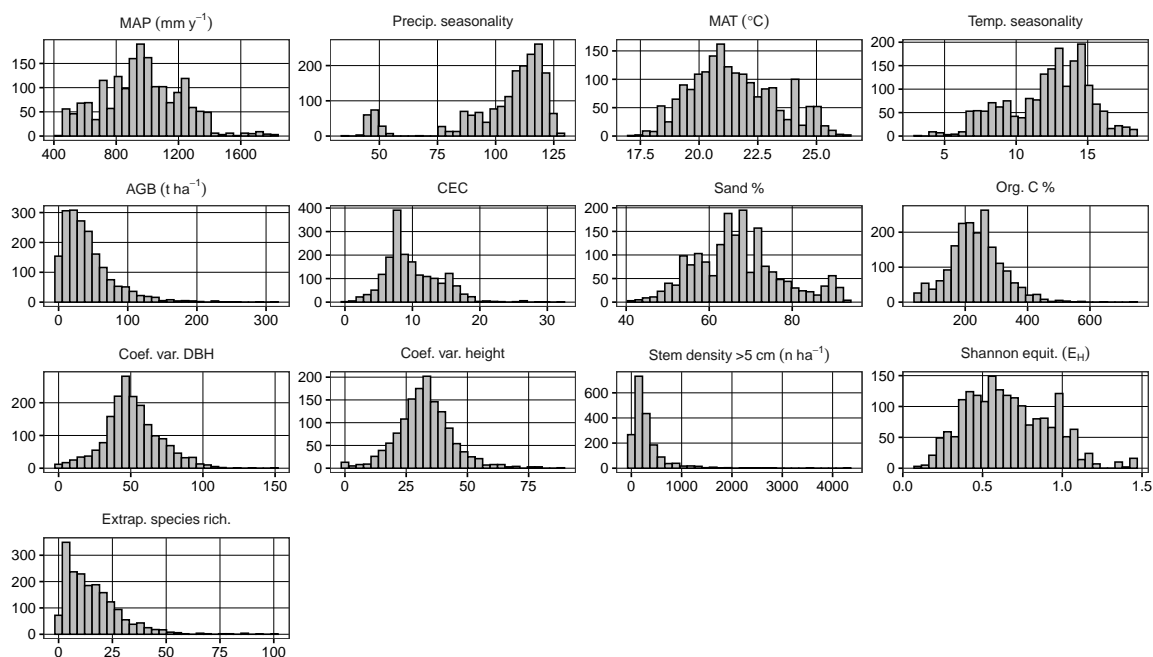 MAP (mm y⁻¹)
Precip. seasonality
MAT (°C)
Temp. seasonality
150
100
50
0
400 800 1200 1600
200
100
0
50 75 100 125
150
100
50
0
17.5 20.0 22.5 25.0
200
150
100
50
0
5 10 15
AGB (t ha⁻¹)
CEC
Sand %
Org. C %
300
200
100
0
0 100 200 300
400
300
200
100
0
0 10 20 30
200
150
100
50
0
40 60 80
200
100
0
200 400 600
Coef. var. DBH
Coef. var. height
Stem density >5 cm (n ha⁻¹)
Shannon equit. (E_H)
200
100
0
0 50 100 150
200
150
100
50
0
0 25 50 75
600
400
200
0
0 1000 2000 3000 4000
150
100
50
0
0.0 0.5 1.0 1.5
Extrap. species rich.
300
200
100
0
0 25 50 75 100